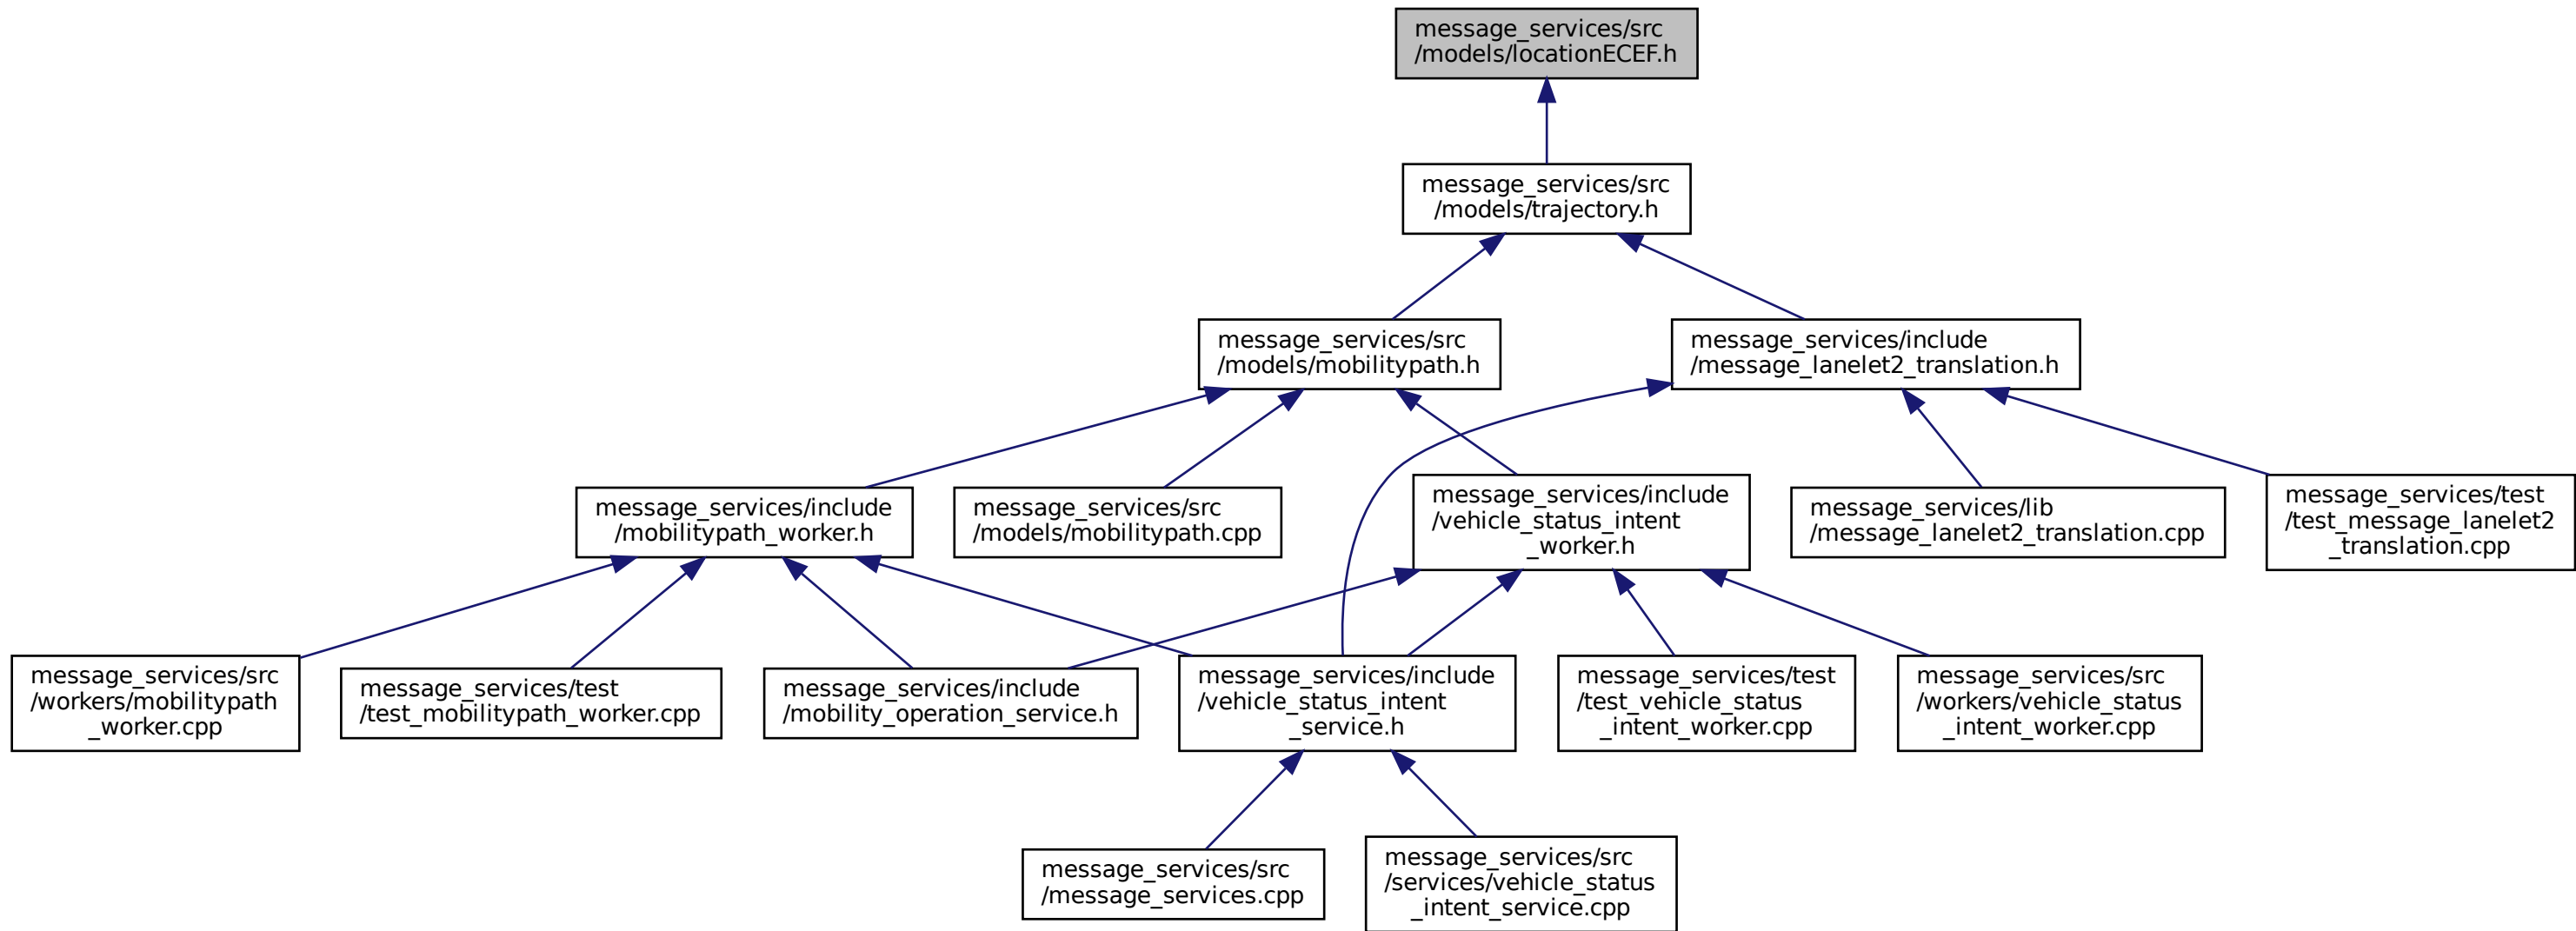 message_services/src
/models/locationECEF.h
message_services/src
/models/trajectory.h
message_services/src
/models/mobilitypath.h
message_services/include
/message_lanelet2_translation.h
message_services/include
/mobilitypath_worker.h
message_services/src
/models/mobilitypath.cpp
message_services/include
/vehicle_status_intent
_worker.h
message_services/lib
/message_lanelet2_translation.cpp
message_services/test
/test_message_lanelet2
_translation.cpp
message_services/src
/workers/mobilitypath
_worker.cpp
message_services/test
/test_mobilitypath_worker.cpp
message_services/include
/mobility_operation_service.h
message_services/include
/vehicle_status_intent
_service.h
message_services/test
/test_vehicle_status
_intent_worker.cpp
message_services/src
/workers/vehicle_status
_intent_worker.cpp
message_services/src
/message_services.cpp
message_services/src
/services/vehicle_status
_intent_service.cpp